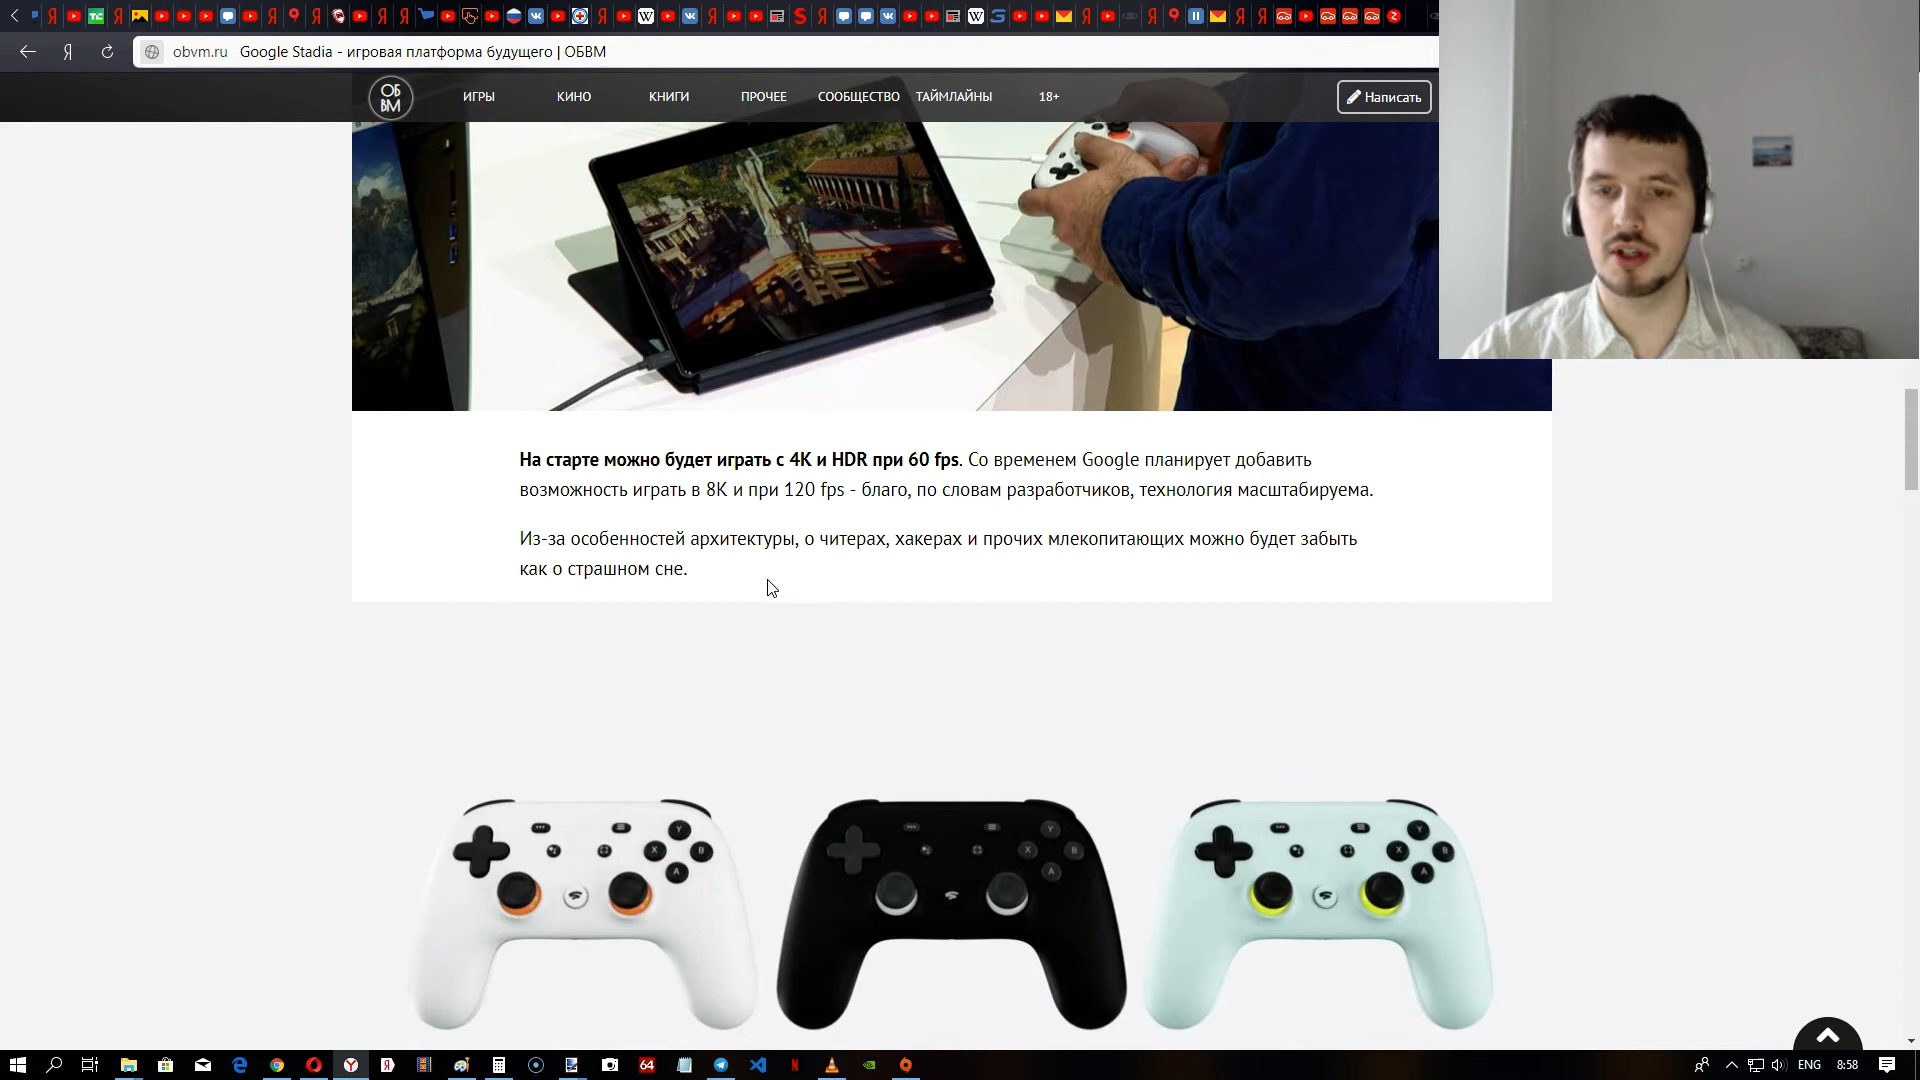 obvm.ru Google Stadia - игровая платформа будущего | ОБВМ
ОБ
ВМ
ИГРЫ КИНО КНИГИ ПРОЧЕЕ СООБЩЕСТВО ТАЙМЛАЙНЫ 18+ Написать
На старте можно будет играть с 4K и HDR при 60 fps. Со временем Google планирует добавить
возможность играть в 8K и при 120 fps - благо, по словам разработчиков, технология масштабируема.
Из-за особенностей архитектуры, о читерах, хакерах и прочих млекопитающих можно будет забыть
как о страшном сне.
Y
X B
A
Y
X B
A
Y
X B
A
64 ENG 8:58